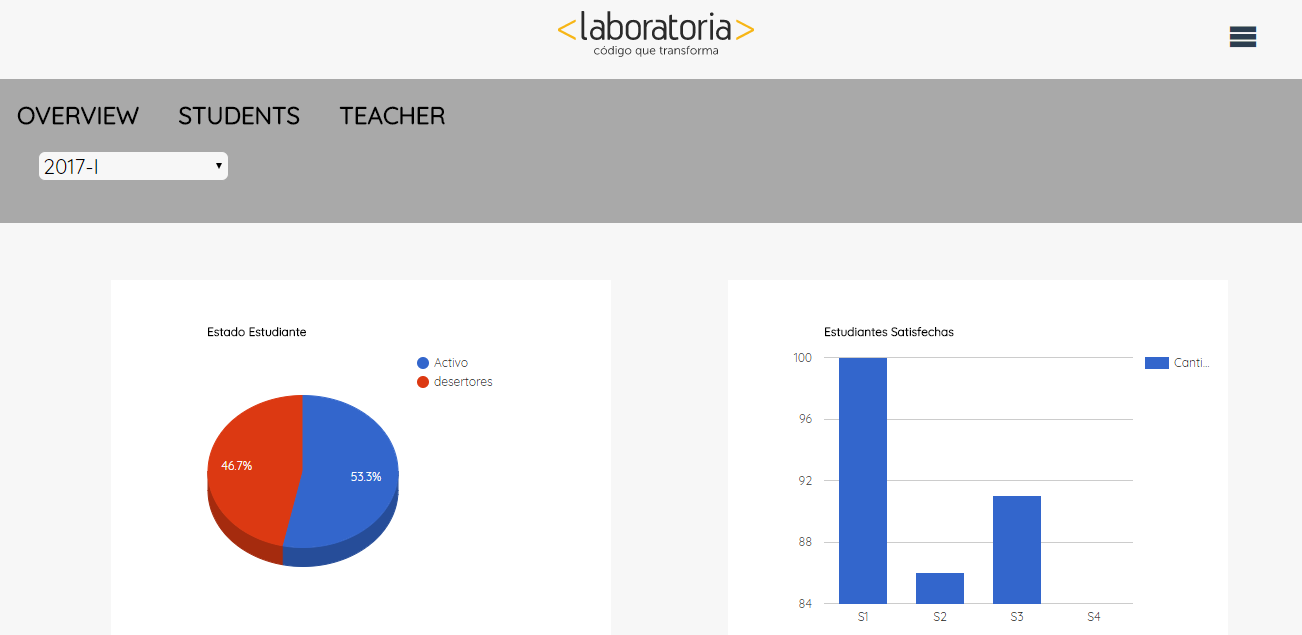 <laboratoria>
código que transforma
OVERVIEW STUDENTS TEACHER
2017-I
Estado Estudiante
Activo
desertores
46.7%
53.3%
Estudiantes Satisfechas
Canti...
100
96
92
88
84
S1 S2 S3 S4